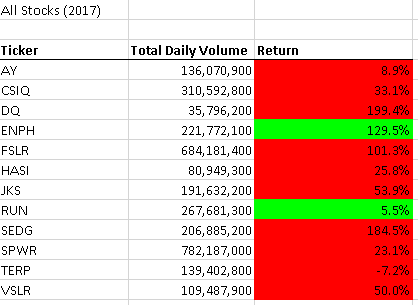 All Stocks (2017)
Ticker Total Daily Volume Return
AY 136,070,900 8.9%
CSIQ 310,592,800 33.1%
DQ 35,796,200 199.4%
ENPH 221,772,100 129.5%
FSLR 684,181,400 101.3%
HASI 80,949,300 25.8%
JKS 191,632,200 53.9%
RUN 267,681,300 5.5%
SEDG 206,885,200 184.5%
SPWR 782,187,000 23.1%
TERP 139,402,800 -7.2%
VSLR 109,487,900 50.0%